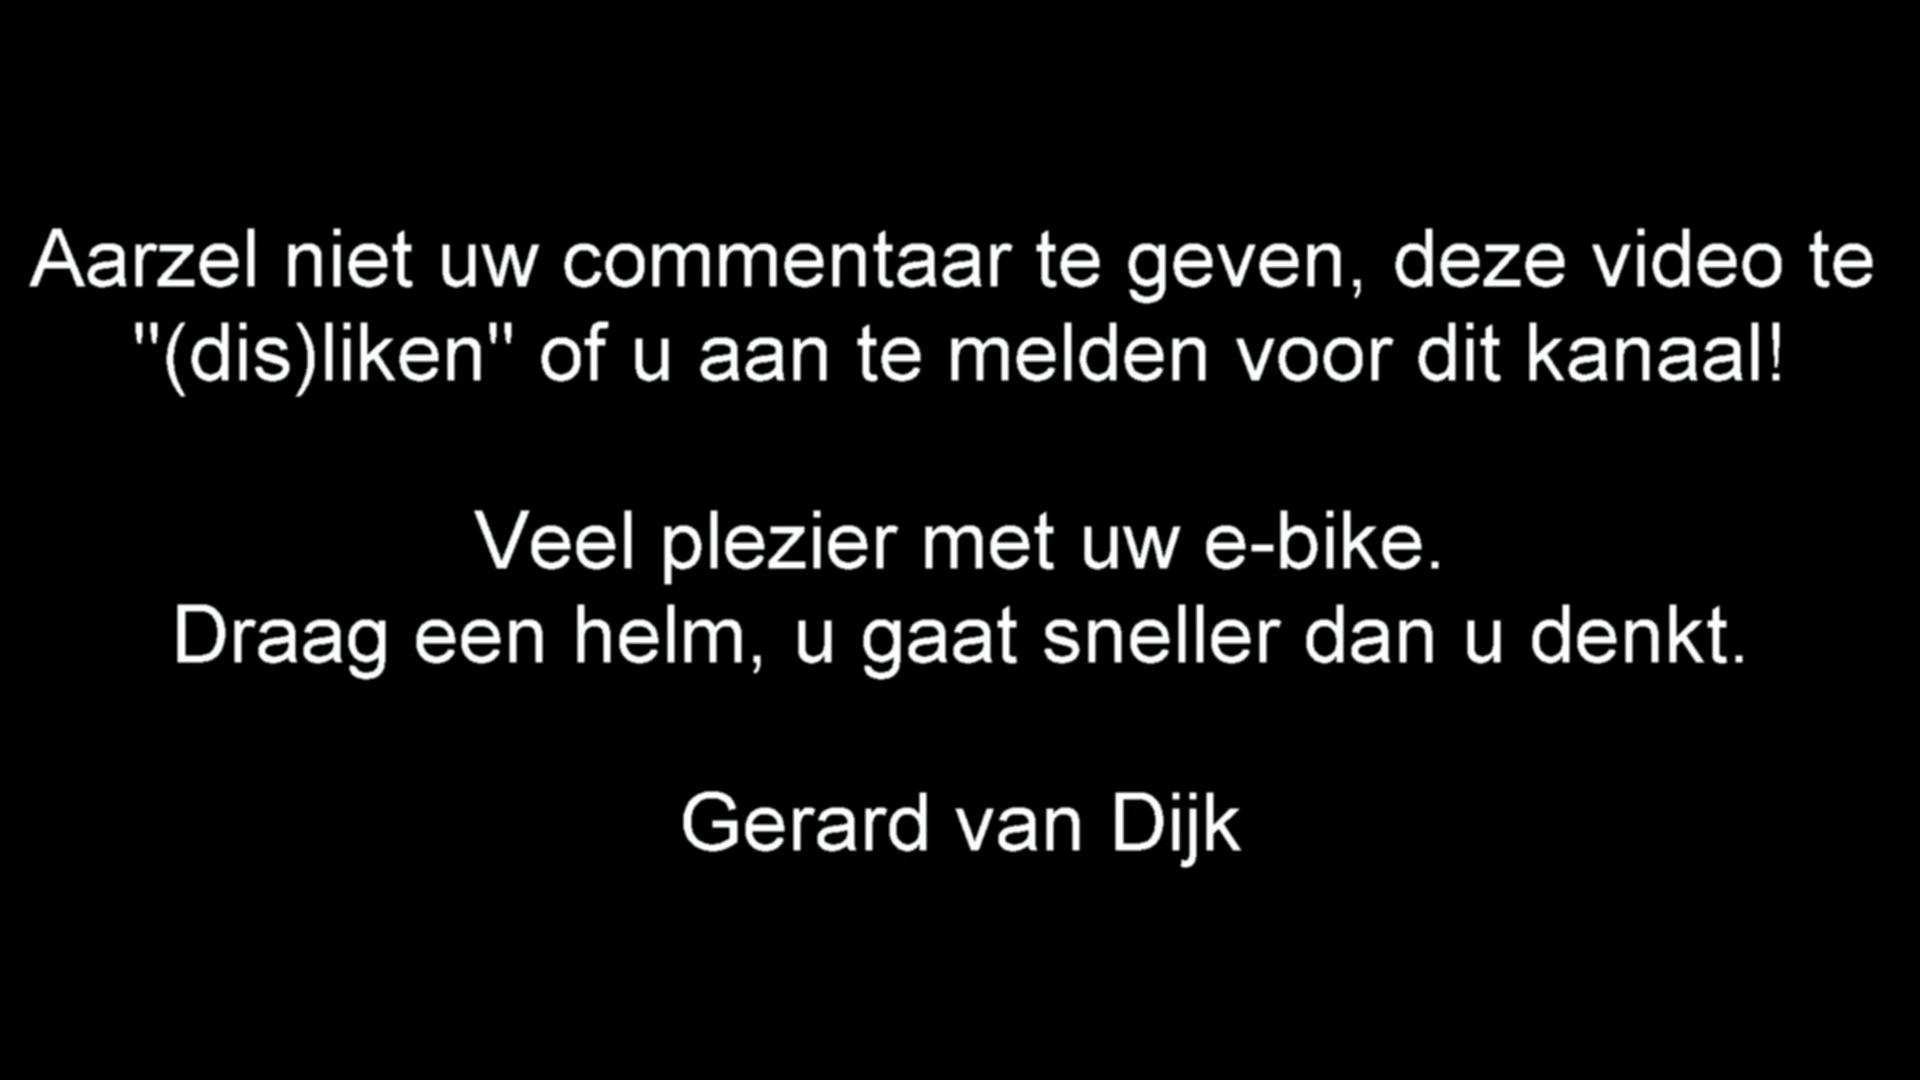 Aarzel niet uw commentaar te geven, deze video te
"(dis)liken" of u aan te melden voor dit kanaal!
Veel plezier met uw e-bike.
Draag een helm, u gaat sneller dan u denkt.
Gerard van Dijk